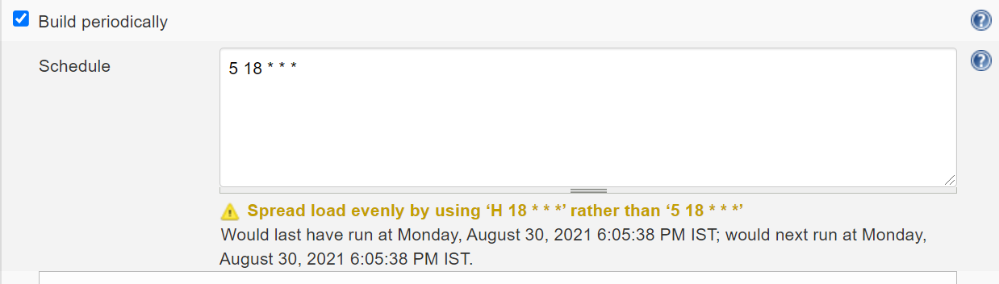 Build periodically
Schedule
5 18 * * *
Spread load evenly by using ‘H 18 * * *’ rather than ‘5 18 * * *’
Would last have run at Monday, August 30, 2021 6:05:38 PM IST; would next run at Monday,
August 30, 2021 6:05:38 PM IST.